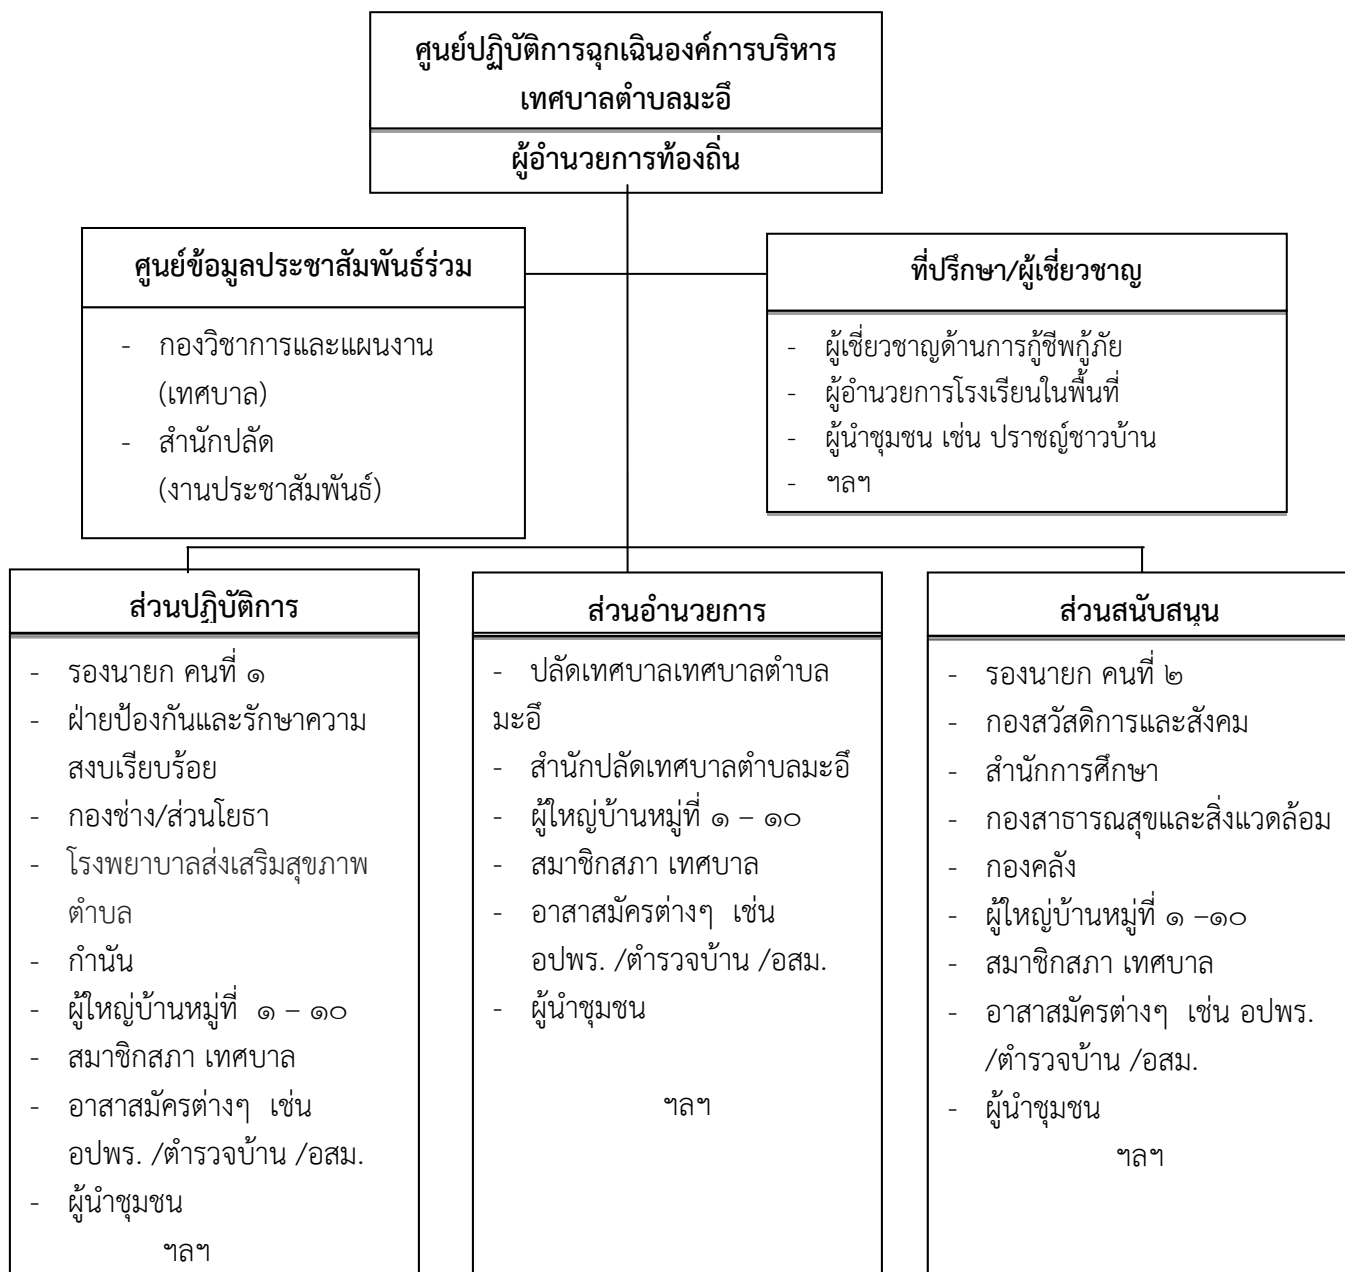 ศูนย์ปฏิบัติการฉุกเฉินองค์การบริหาร
เทศบาลตำบลมะอึ
ผู้อำนวยการท้องถิ่น
ศูนย์ข้อมูลประชาสัมพันธ์ร่วม
- กองวิชาการและแผนงาน
(เทศบาล)
- สำนักปลัด
(งานประชาสัมพันธ์)
ที่ปรึกษา/ผู้เชี่ยวชาญ
- ผู้เชี่ยวชาญด้านการกู้ชีพกู้ภัย
- ผู้อำนวยการโรงเรียนในพื้นที่
- ผู้นำชุมชน เช่น ปราชญ์ชาวบ้าน
- ฯลฯ
ส่วนปฏิบัติการ
- รองนายก คนที่ ๑
- ฝ่ายป้องกันและรักษาความ
สงบเรียบร้อย
- กองช่าง/ส่วนโยธา
- โรงพยาบาลส่งเสริมสุขภาพ
ตำบล
- กำนัน
- ผู้ใหญ่บ้านหมู่ที่ ๑ – ๑๐
- สมาชิกสภา เทศบาล
- อาสาสมัครต่างๆ เช่น
อปพร. /ตำรวจบ้าน /อสม.
- ผู้นำชุมชน
ฯลฯ
ส่วนอำนวยการ
- ปลัดเทศบาลเทศบาลตำบล
มะอึ
- สำนักปลัดเทศบาลตำบลมะอึ
- ผู้ใหญ่บ้านหมู่ที่ ๑ – ๑๐
- สมาชิกสภา เทศบาล
- อาสาสมัครต่างๆ เช่น
อปพร. /ตำรวจบ้าน /อสม.
- ผู้นำชุมชน
ฯลฯ
ส่วนสนับสนุน
- รองนายก คนที่ ๒
- กองสวัสดิการและสังคม
- สำนักการศึกษา
- กองสาธารณสุขและสิ่งแวดล้อม
- กองคลัง
- ผู้ใหญ่บ้านหมู่ที่ ๑ –๑๐
- สมาชิกสภา เทศบาล
- อาสาสมัครต่างๆ เช่น อปพร.
/ตำรวจบ้าน /อสม.
- ผู้นำชุมชน
ฯลฯ